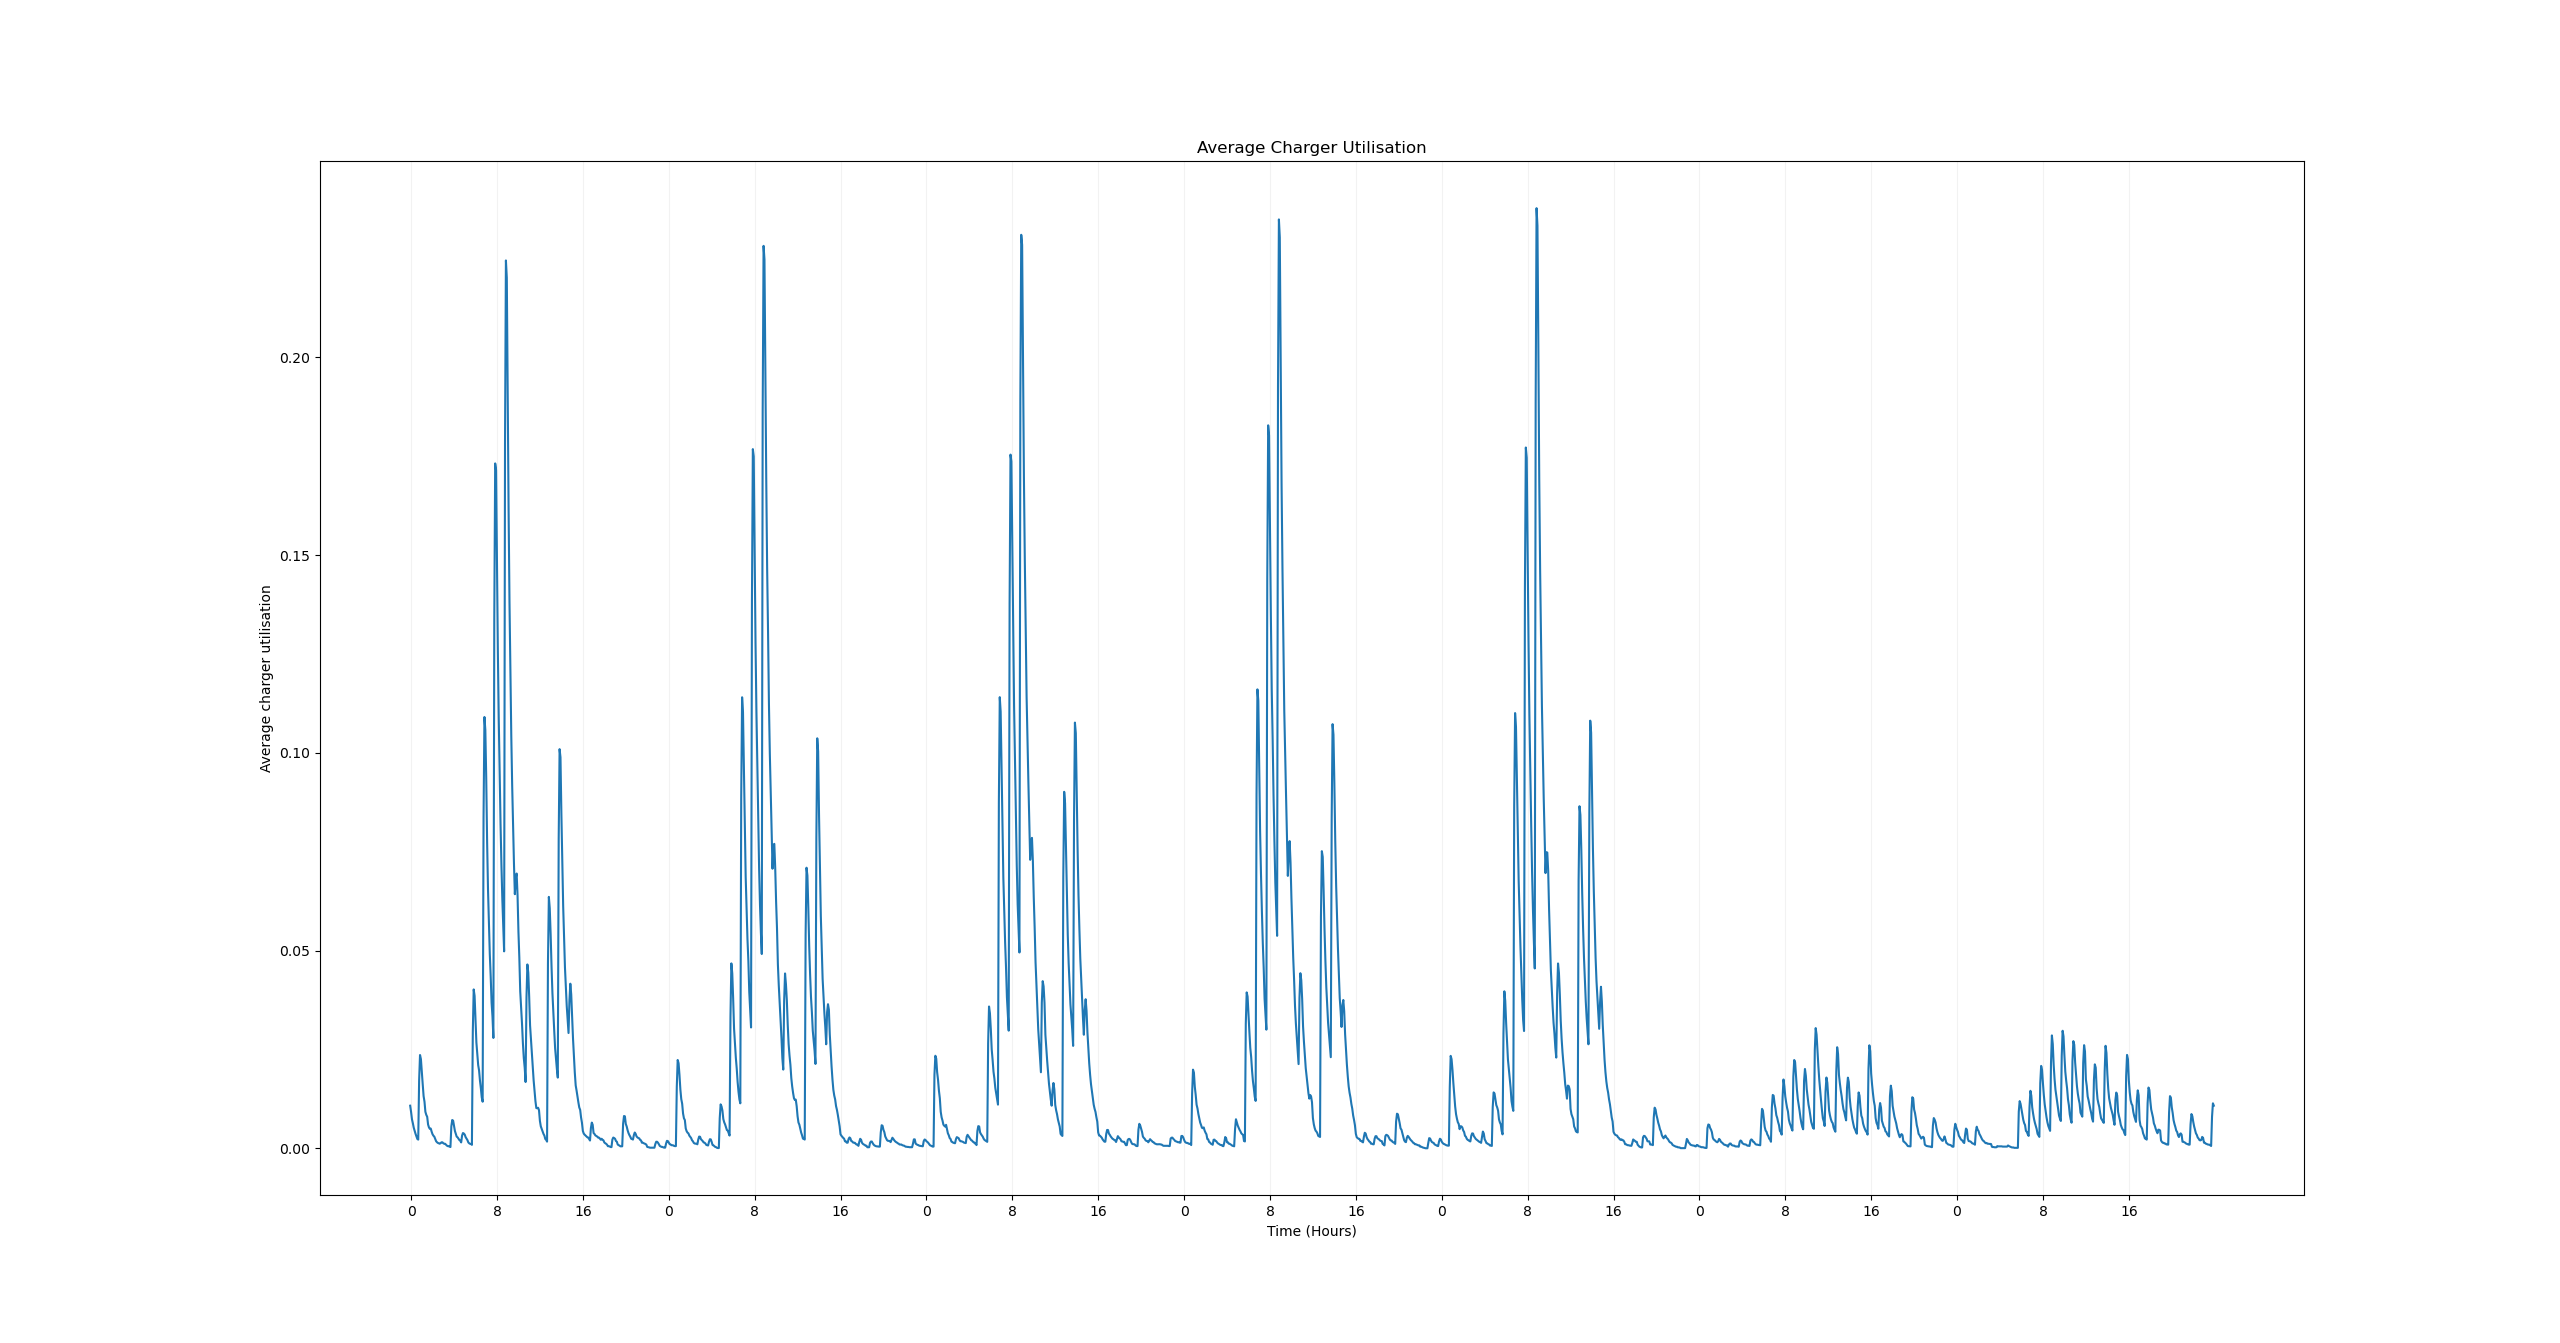 Average Charger Utilisation
Average charger utilisation
0.20
0.15
0.10
0.05
0.00
0 8 16 0 8 16 0 8 16 0 8 16 0 8 16 0 8 16 0 8 16
Time (Hours)